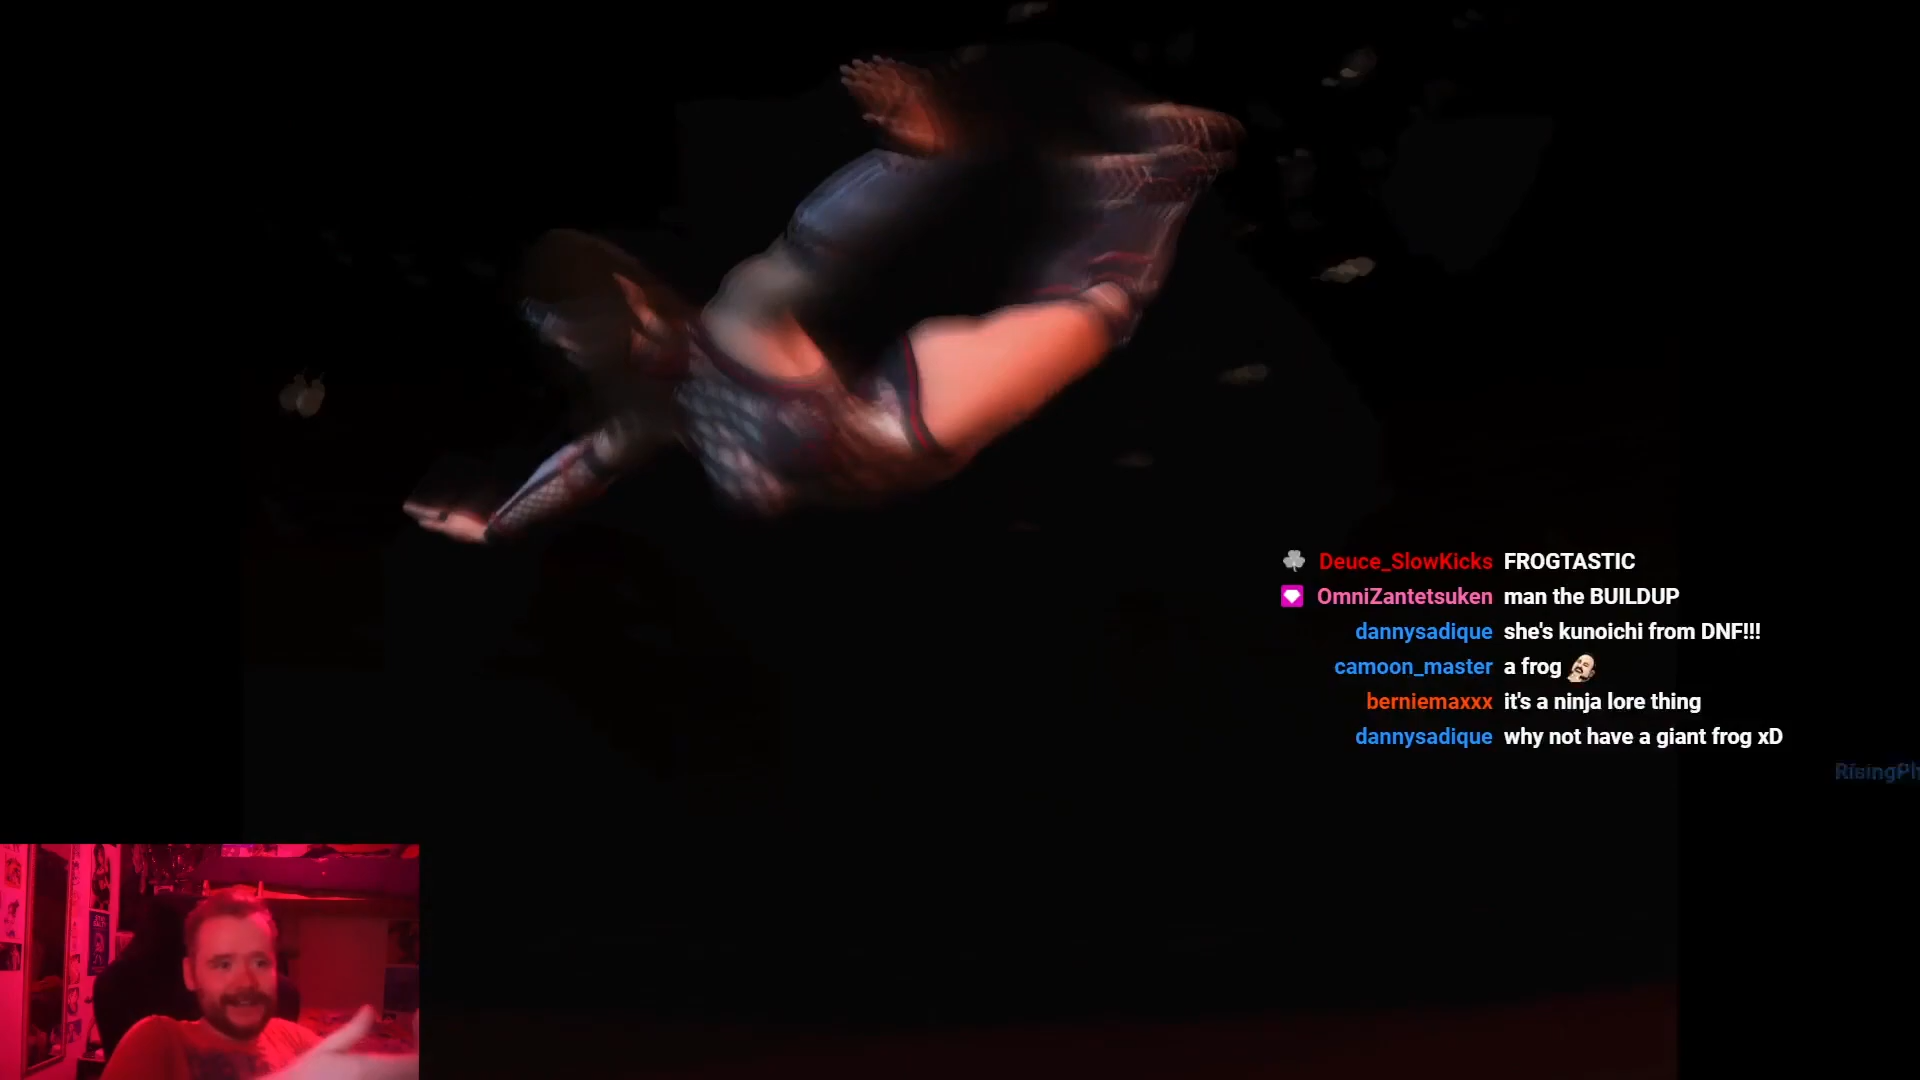 Deuce_SlowKicks FROGTASTIC
OmniZantetsuken man the BUILDUP
dannysadique she's kunoichi from DNF!!!
camoon_master a frog
berniemaxxx it's a ninja lore thing
dannysadique why not have a giant frog xD
RisingPh